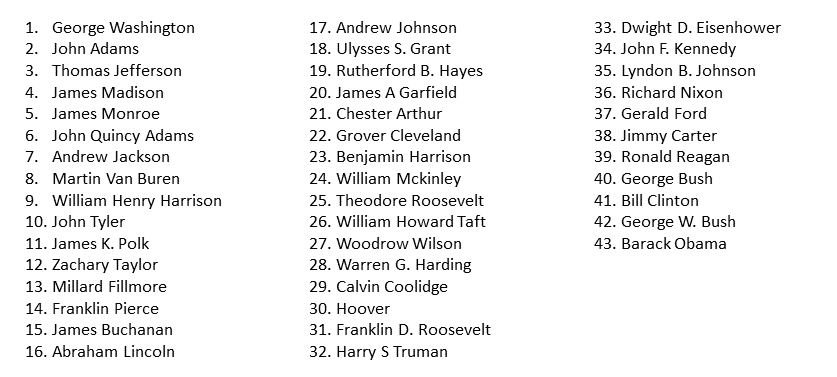 1. George Washington
2. John Adams
3. Thomas Jefferson
4. James Madison
5. James Monroe
6. John Quincy Adams
7. Andrew Jackson
8. Martin Van Buren
9. William Henry Harrison
10. John Tyler
11. James K. Polk
12. Zachary Taylor
13. Millard Fillmore
14. Franklin Pierce
15. James Buchanan
16. Abraham Lincoln
17. Andrew Johnson
18. Ulysses S. Grant
19. Rutherford B. Hayes
20. James A Garfield
21. Chester Arthur
22. Grover Cleveland
23. Benjamin Harrison
24. William Mckinley
25. Theodore Roosevelt
26. William Howard Taft
27. Woodrow Wilson
28. Warren G. Harding
29. Calvin Coolidge
30. Hoover
31. Franklin D. Roosevelt
32. Harry S Truman
33. Dwight D. Eisenhower
34. John F. Kennedy
35. Lyndon B. Johnson
36. Richard Nixon
37. Gerald Ford
38. Jimmy Carter
39. Ronald Reagan
40. George Bush
41. Bill Clinton
42. George W. Bush
43. Barack Obama